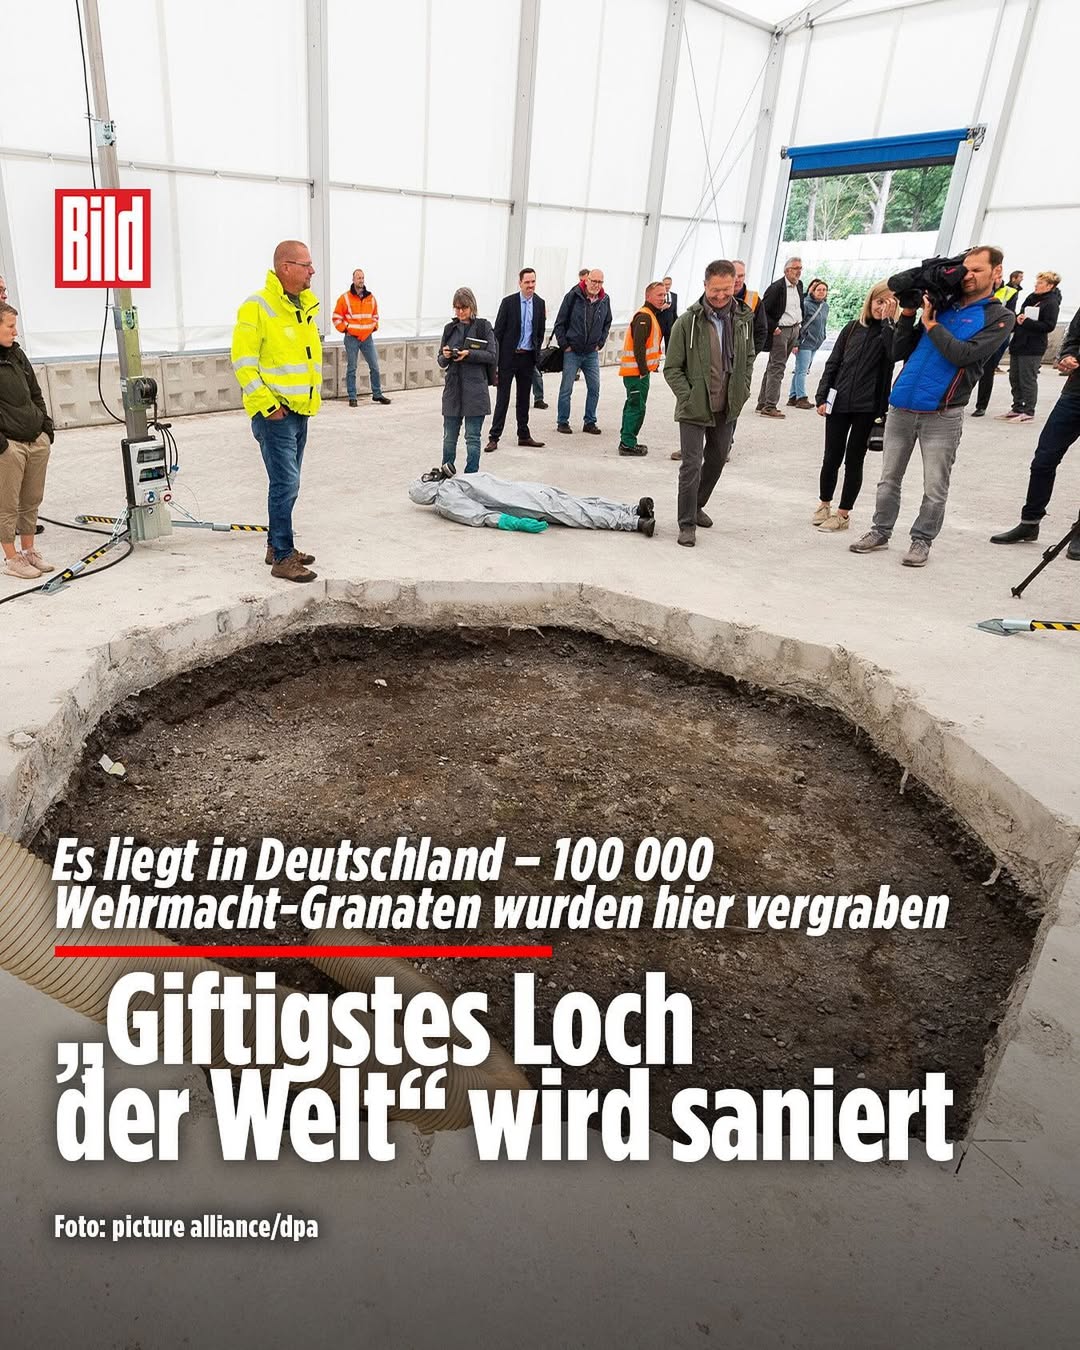 Bild
Es liegt in Deutschland – 100 000
Wehrmacht-Granaten wurden hier vergraben
„Giftigstes Loch
der Welt“ wird saniert
Foto: picture alliance/dpa